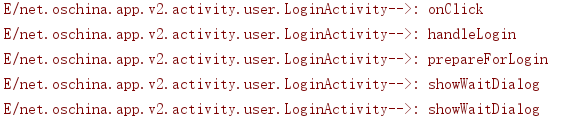 E/net.oschina.app.v2.activity.user.LoginActivity-->: onClick
E/net.oschina.app.v2.activity.user.LoginActivity-->: handleLogin
E/net.oschina.app.v2.activity.user.LoginActivity-->: prepareForLogin
E/net.oschina.app.v2.activity.user.LoginActivity-->: showWaitDialog
E/net.oschina.app.v2.activity.user.LoginActivity-->: showWaitDialog